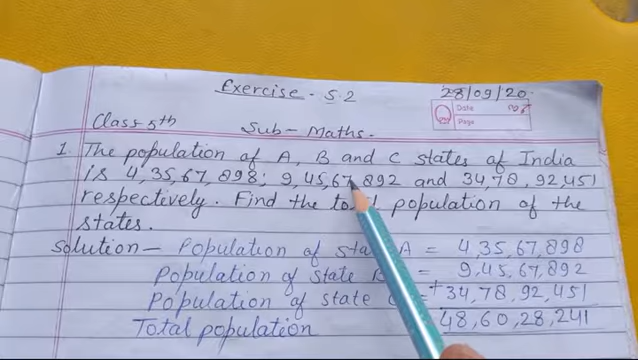 Exercise - 5.2
28/09/20
Date
Page
Class 5th
Sub- Maths.
1 The population of A, B and C states of India
is 4,35,67,898; 9,45,67,892 and 34,78,92,451
respectively. Find the total population of the
states.
Solution - Population of state A = 4,35,67,898
Population of state = 9,45,67,892
Population of state = +34,78,92,451
Total population 48,60,28,241